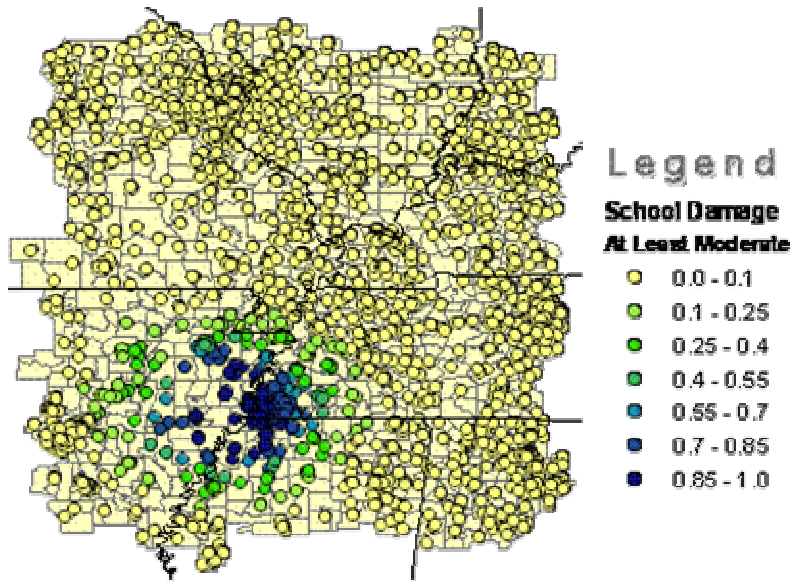 Legend
School Damage
At Least Moderate
0.0 - 0.1
0.1 - 0.25
0.25 - 0.4
0.4 - 0.55
0.55 - 0.7
0.7 - 0.85
0.85 - 1.0